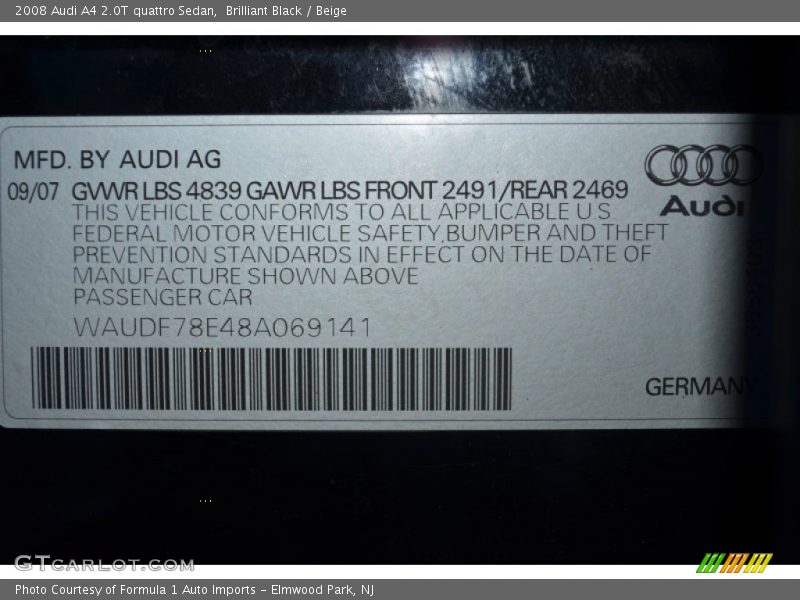 2008 Audi A4 2.0T quattro Sedan,  Brilliant Black / Beige
MFD. BY AUDI AG
09/07 GVWR LBS 4839 GAWR LBS FRONT 2491/REAR 2469
THIS VEHICLE CONFORMS TO ALL APPLICABLE U.S
FEDERAL MOTOR VEHICLE SAFETY,BUMPER AND THEFT
PREVENTION STANDARDS IN EFFECT ON THE DATE OF
MANUFACTURE SHOWN ABOVE
PASSENGER CAR
WAUDF78E48A069141
Audi
GERMANY
GTCARLOT.COM
Photo Courtesy of Formula 1 Auto Imports - Elmwood Park, NJ